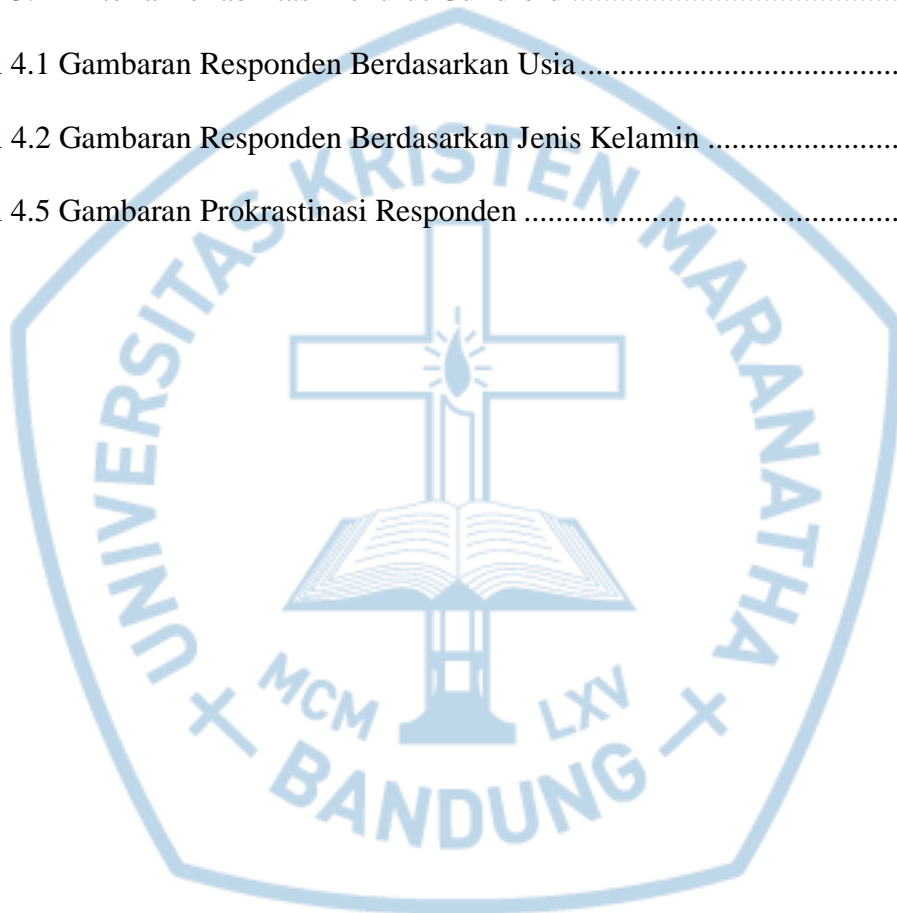 4.1 Gambaran Responden Berdasarkan Usia..........................................
4.2 Gambaran Responden Berdasarkan Jenis Kelamin ........................
4.5 Gambaran Prokrastinasi Responden ................................................
UNIVERSITAS KRISTEN MARANATHA
MCM LXV
BANDUNG